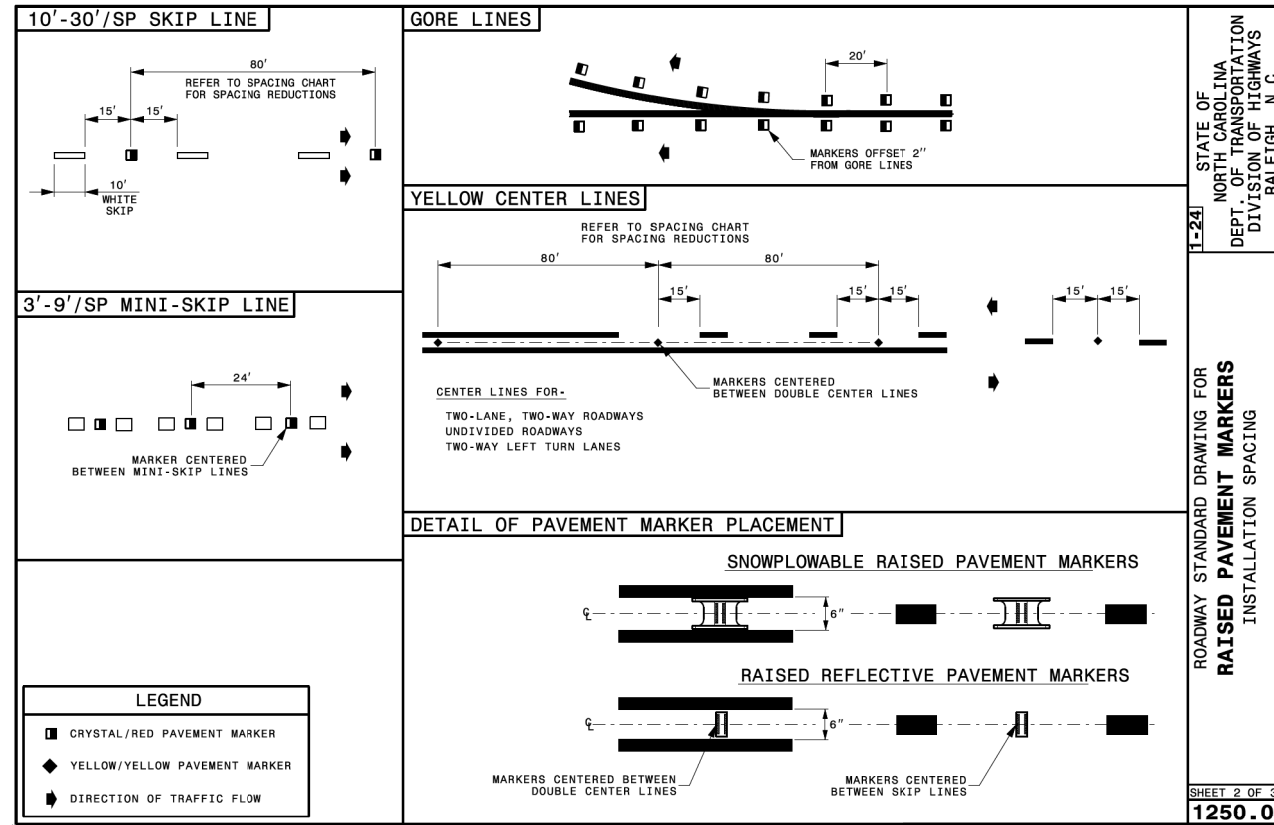 10'-30'/SP SKIP LINE
80'
REFER TO SPACING CHART
FOR SPACING REDUCTIONS
15' 15'
10'
WHITE
SKIP
3'-9'/SP MINI-SKIP LINE
24'
MARKER CENTERED
BETWEEN MINI-SKIP LINES
LEGEND
CRYSTAL/RED PAVEMENT MARKER
YELLOW/YELLOW PAVEMENT MARKER
DIRECTION OF TRAFFIC FLOW
GORE LINES
20'
MARKERS OFFSET 2''
FROM GORE LINES
YELLOW CENTER LINES
REFER TO SPACING CHART
FOR SPACING REDUCTIONS
80' 80'
15' 15' 15' 15' 15'
MARKERS CENTERED
BETWEEN DOUBLE CENTER LINES
CENTER LINES FOR-
TWO-LANE, TWO-WAY ROADWAYS
UNDIVIDED ROADWAYS
TWO-WAY LEFT TURN LANES
DETAIL OF PAVEMENT MARKER PLACEMENT
SNOWPLOWABLE RAISED PAVEMENT MARKERS
℄ 6''
RAISED REFLECTIVE PAVEMENT MARKERS
℄ 6''
MARKERS CENTERED BETWEEN
DOUBLE CENTER LINES
MARKERS CENTERED
BETWEEN SKIP LINES
STATE OF
NORTH CAROLINA
DEPT. OF TRANSPORTATION
DIVISION OF HIGHWAYS
RALEIGH N C
1-24
ROADWAY STANDARD DRAWING FOR
RAISED PAVEMENT MARKERS
INSTALLATION SPACING
SHEET 2 OF 3
1250.0